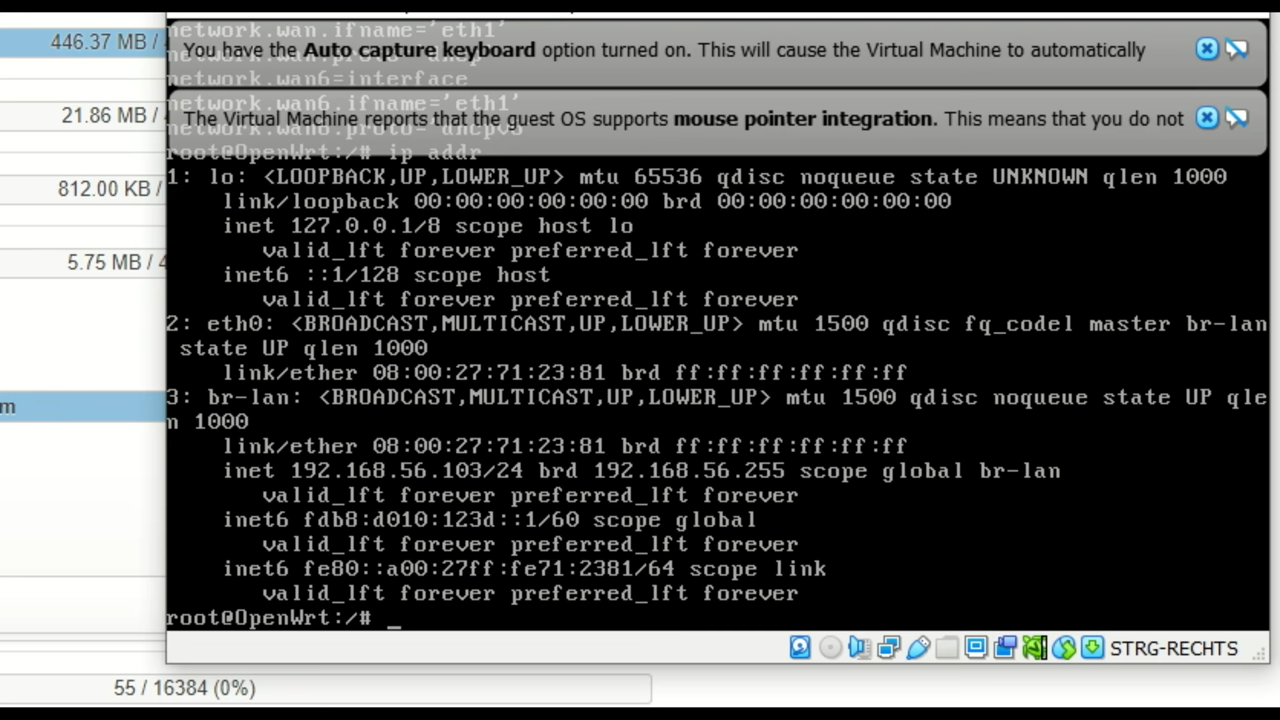 446.37 MB /
21.86 MB /
812.00 KB /
5.75 MB / 4
m
network.wan.ifname='eth1'
You have the Auto capture keyboard option turned on. This will cause the Virtual Machine to automatically
network.wan6=interface
network.wan6.ifname='eth1'
The Virtual Machine reports that the guest OS supports mouse pointer integration. This means that you do not
root@OpenWrt:/# ip addr
1: lo: <LOOPBACK,UP,LOWER_UP> mtu 65536 qdisc noqueue state UNKNOWN qlen 1000
link/loopback 00:00:00:00:00:00 brd 00:00:00:00:00:00
inet 127.0.0.1/8 scope host lo
valid_lft forever preferred_lft forever
inet6 ::1/128 scope host
valid_lft forever preferred_lft forever
2: eth0: <BROADCAST,MULTICAST,UP,LOWER_UP> mtu 1500 qdisc fq_codel master br-lan
state UP qlen 1000
link/ether 08:00:27:71:23:81 brd ff:ff:ff:ff:ff:ff
3: br-lan: <BROADCAST,MULTICAST,UP,LOWER_UP> mtu 1500 qdisc noqueue state UP qle
n 1000
link/ether 08:00:27:71:23:81 brd ff:ff:ff:ff:ff:ff
inet 192.168.56.103/24 brd 192.168.56.255 scope global br-lan
valid_lft forever preferred_lft forever
inet6 fdb8:d010:123d::1/60 scope global
valid_lft forever preferred_lft forever
inet6 fe80::a00:27ff:fe71:2381/64 scope link
valid_lft forever preferred_lft forever
root@OpenWrt:/# _
STRG-RECHTS
55 / 16384 (0%)